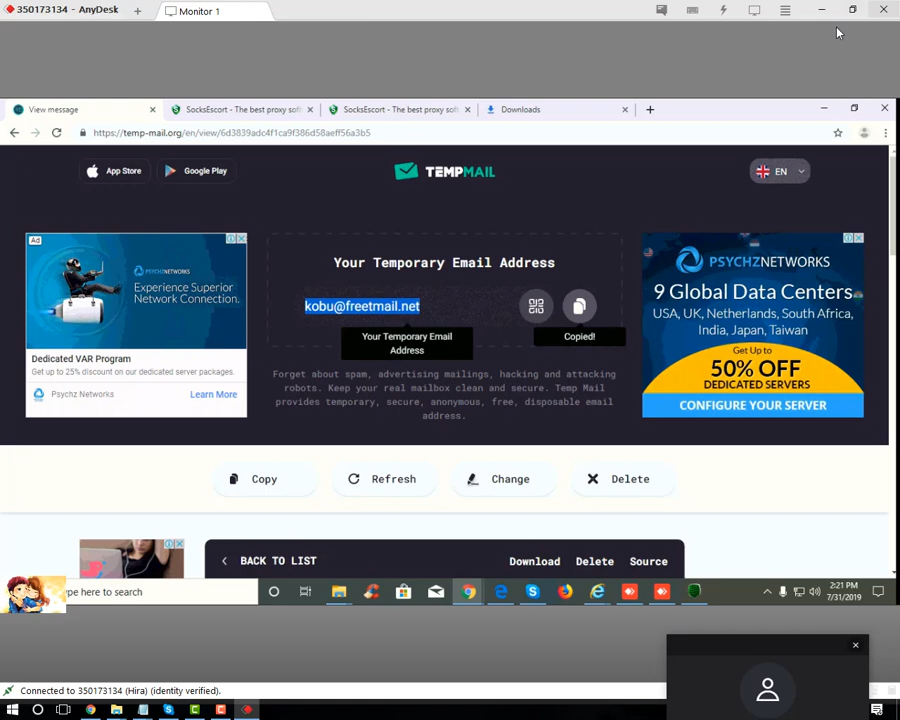 350173134 - AnyDesk
Monitor 1
View message
SocksEscort - The best proxy sof
SocksEscort - The best proxy sof
Downloads
https://temp-mail.org/en/view/6d3839adc4f1ca9f386d58aeff56a3b5
App Store
Google Play
TEMPMAIL
EN
Ad
PSYCHZNETWORKS
Experience Superior
Network Connection.
Dedicated VAR Program
Get up to 25% discount on our dedicated server packages.
Psychz Networks
Learn More
Your Temporary Email Address
kobu@freetmail.net
Your Temporary Email
Address
Copied!
Forget about spam, advertising mailings, hacking and attacking
robots. Keep your real mailbox clean and secure. Temp Mail
provides temporary, secure, anonymous, free, disposable email
address.
PSYCHZNETWORKS
9 Global Data Centers
USA, UK, Netherlands, South Africa,
India, Japan, Taiwan
Get Up to
50% OFF
DEDICATED SERVERS
CONFIGURE YOUR SERVER
Copy
Refresh
Change
Delete
BACK TO LIST
Download
Delete
Source
ype here to search
2:21 PM
7/31/2019
Connected to 350173134 (Hira) (identity verified).